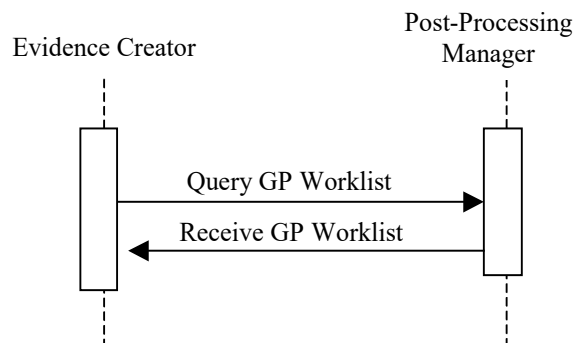 Evidence Creator
Post-Processing
Manager
Query GP Worklist
Receive GP Worklist